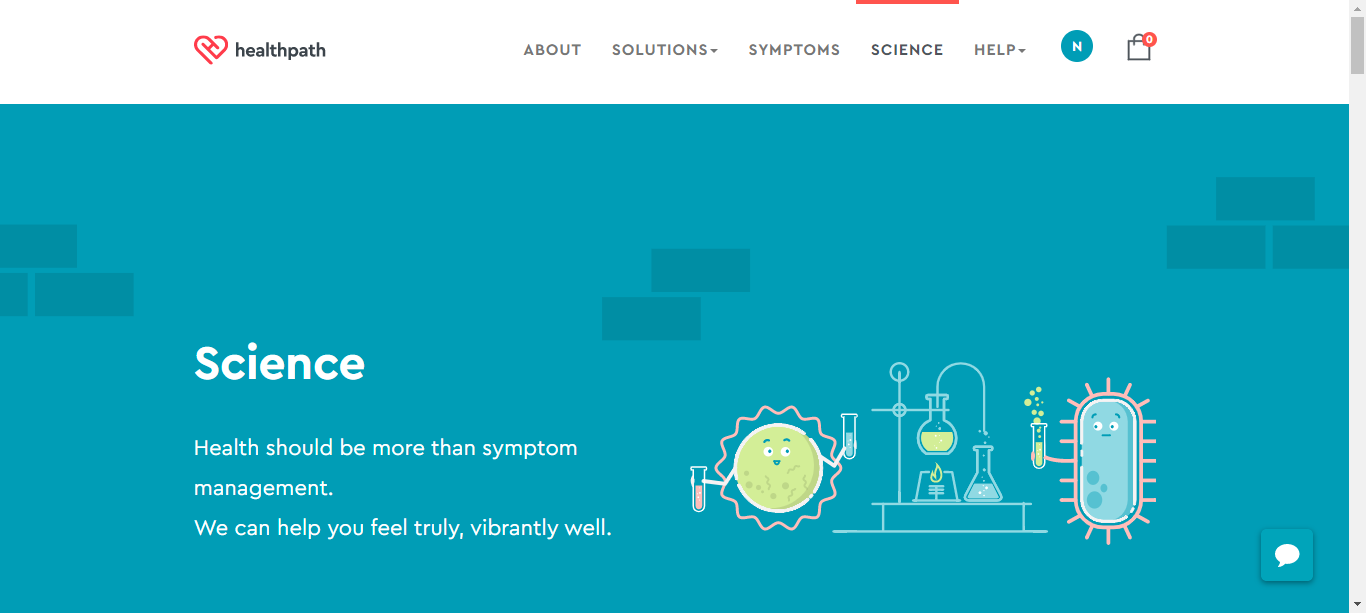 healthpath
ABOUT SOLUTIONS SYMPTOMS SCIENCE HELP N 0
Science
Health should be more than symptom
management.
We can help you feel truly, vibrantly well.